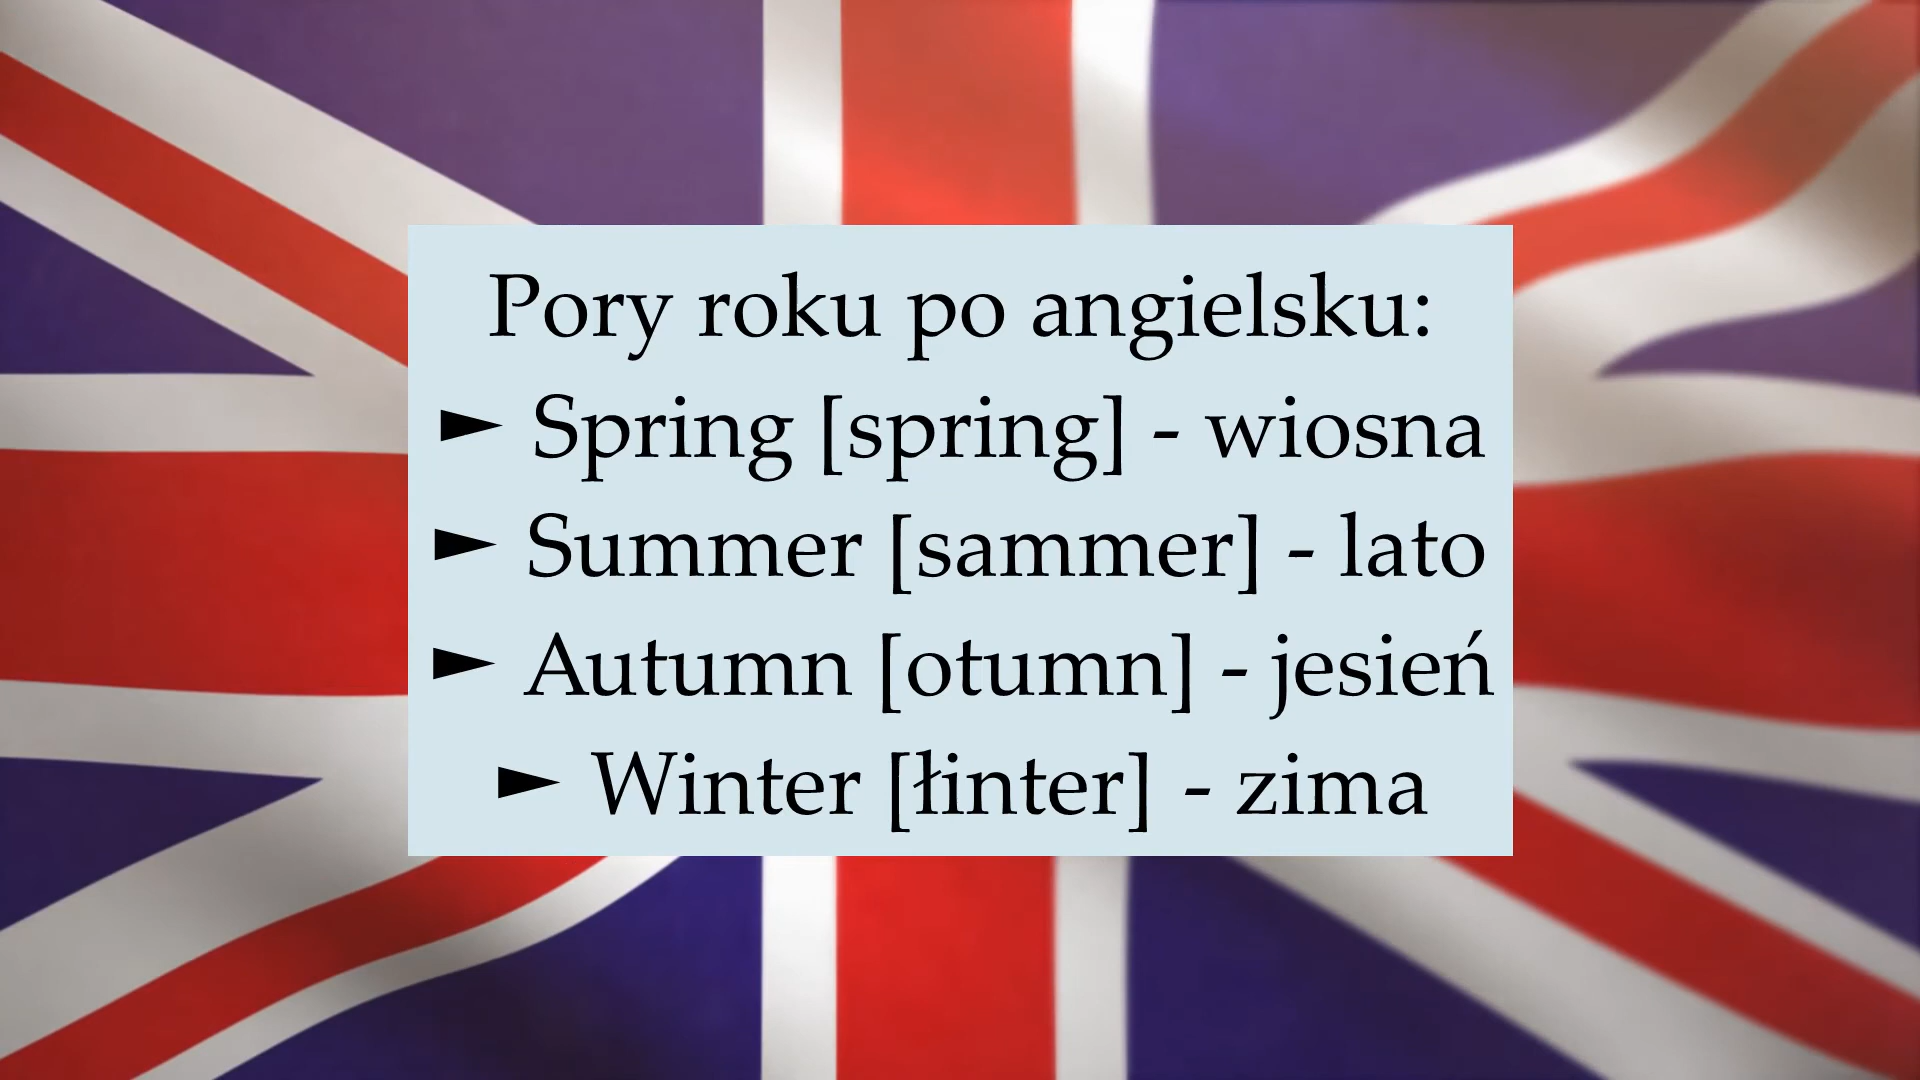 Pory roku po angielsku:
► Spring [spring] - wiosna
► Summer [sammer] - lato
► Autumn [otumn] - jesień
► Winter [łinter] - zima